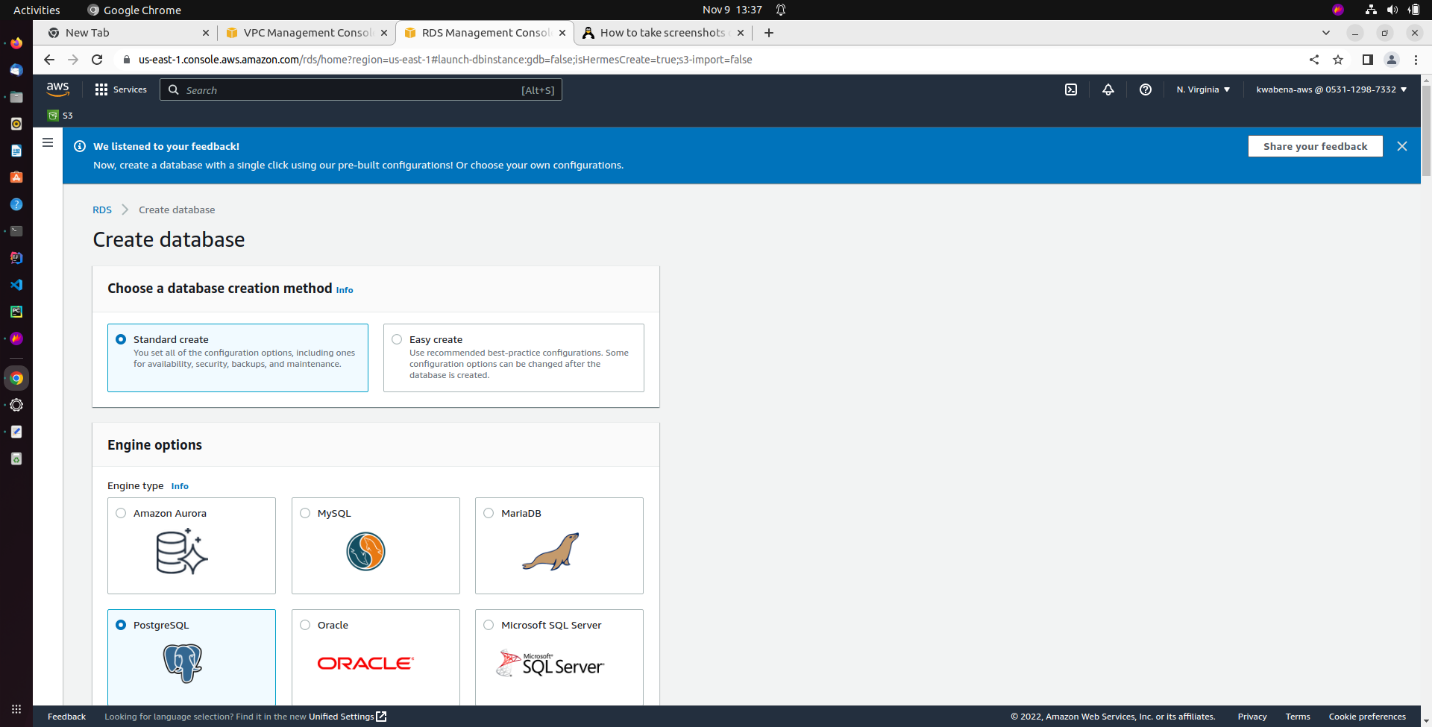 Activities Google Chrome Nov 9 13:37
New Tab VPC Management Consol RDS Management Consol How to take screenshots
us-east-1.console.aws.amazon.com/rds/home?region=us-east-1#launch-dbinstance:gdb=false;isHermesCreate=true;s3-import=false
aws Services Search [Alt+S] N. Virginia kwabena-aws @ 0531-1298-7332
S3
We listened to your feedback!
Now, create a database with a single click using our pre-built configurations! Or choose your own configurations.
Share your feedback
RDS Create database
Create database
Choose a database creation method Info
Standard create
You set all of the configuration options, including ones
for availability, security, backups, and maintenance.
Easy create
Use recommended best-practice configurations. Some
configuration options can be changed after the
database is created.
Engine options
Engine type Info
Amazon Aurora
MySQL
MariaDB
PostgreSQL
Oracle
ORACLE
Microsoft SQL Server
Microsoft
SQL Server
Feedback Looking for language selection? Find it in the new Unified Settings © 2022, Amazon Web Services, Inc. or its affiliates. Privacy Terms Cookie preferences